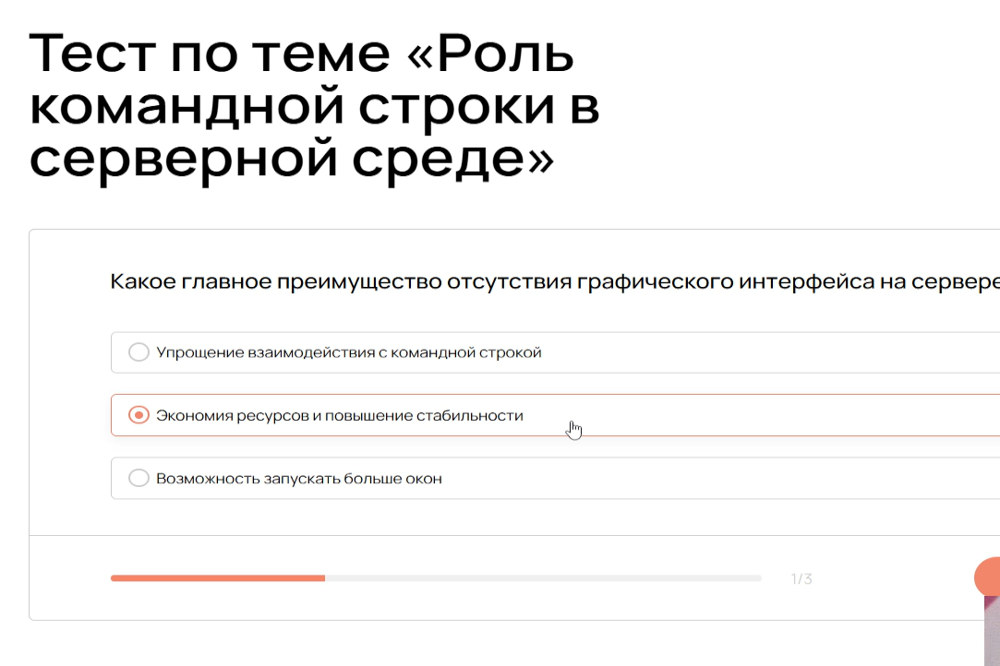 Тест по теме «Роль
командной строки в
серверной среде»
Какое главное преимущество отсутствия графического интерфейса на сервере
Упрощение взаимодействия с командной строкой
Экономия ресурсов и повышение стабильности
Возможность запускать больше окон
1/3